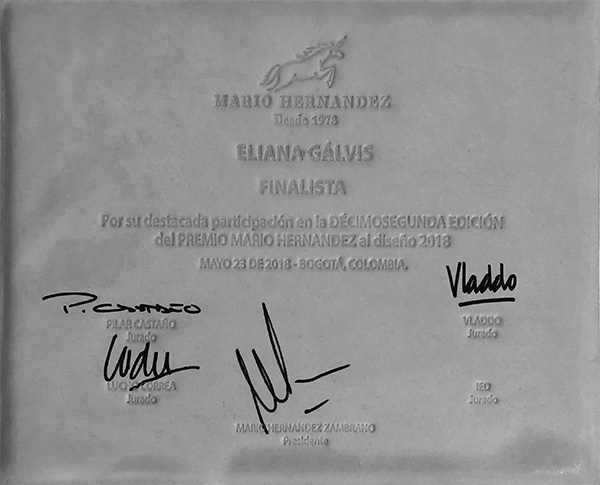 MARIO HERNANDEZ
Desde 1978
ELIANA GÁLVIS
FINALISTA
Por su destacada participación en la DÉCIMOSEGUNDA EDICIÓN
del PREMIO MARIO HERNANDEZ al diseño 2018
MAYO 23 DE 2018 - BOGOTÁ, COLOMBIA.
P. CASTAÑO
PILAR CASTAÑO
Jurado
Vladdo
VLADDO
Jurado
LUCHO CORREA
Jurado
IED
Jurado
MARIO HERNANDEZ ZAMBRANO
Presidente